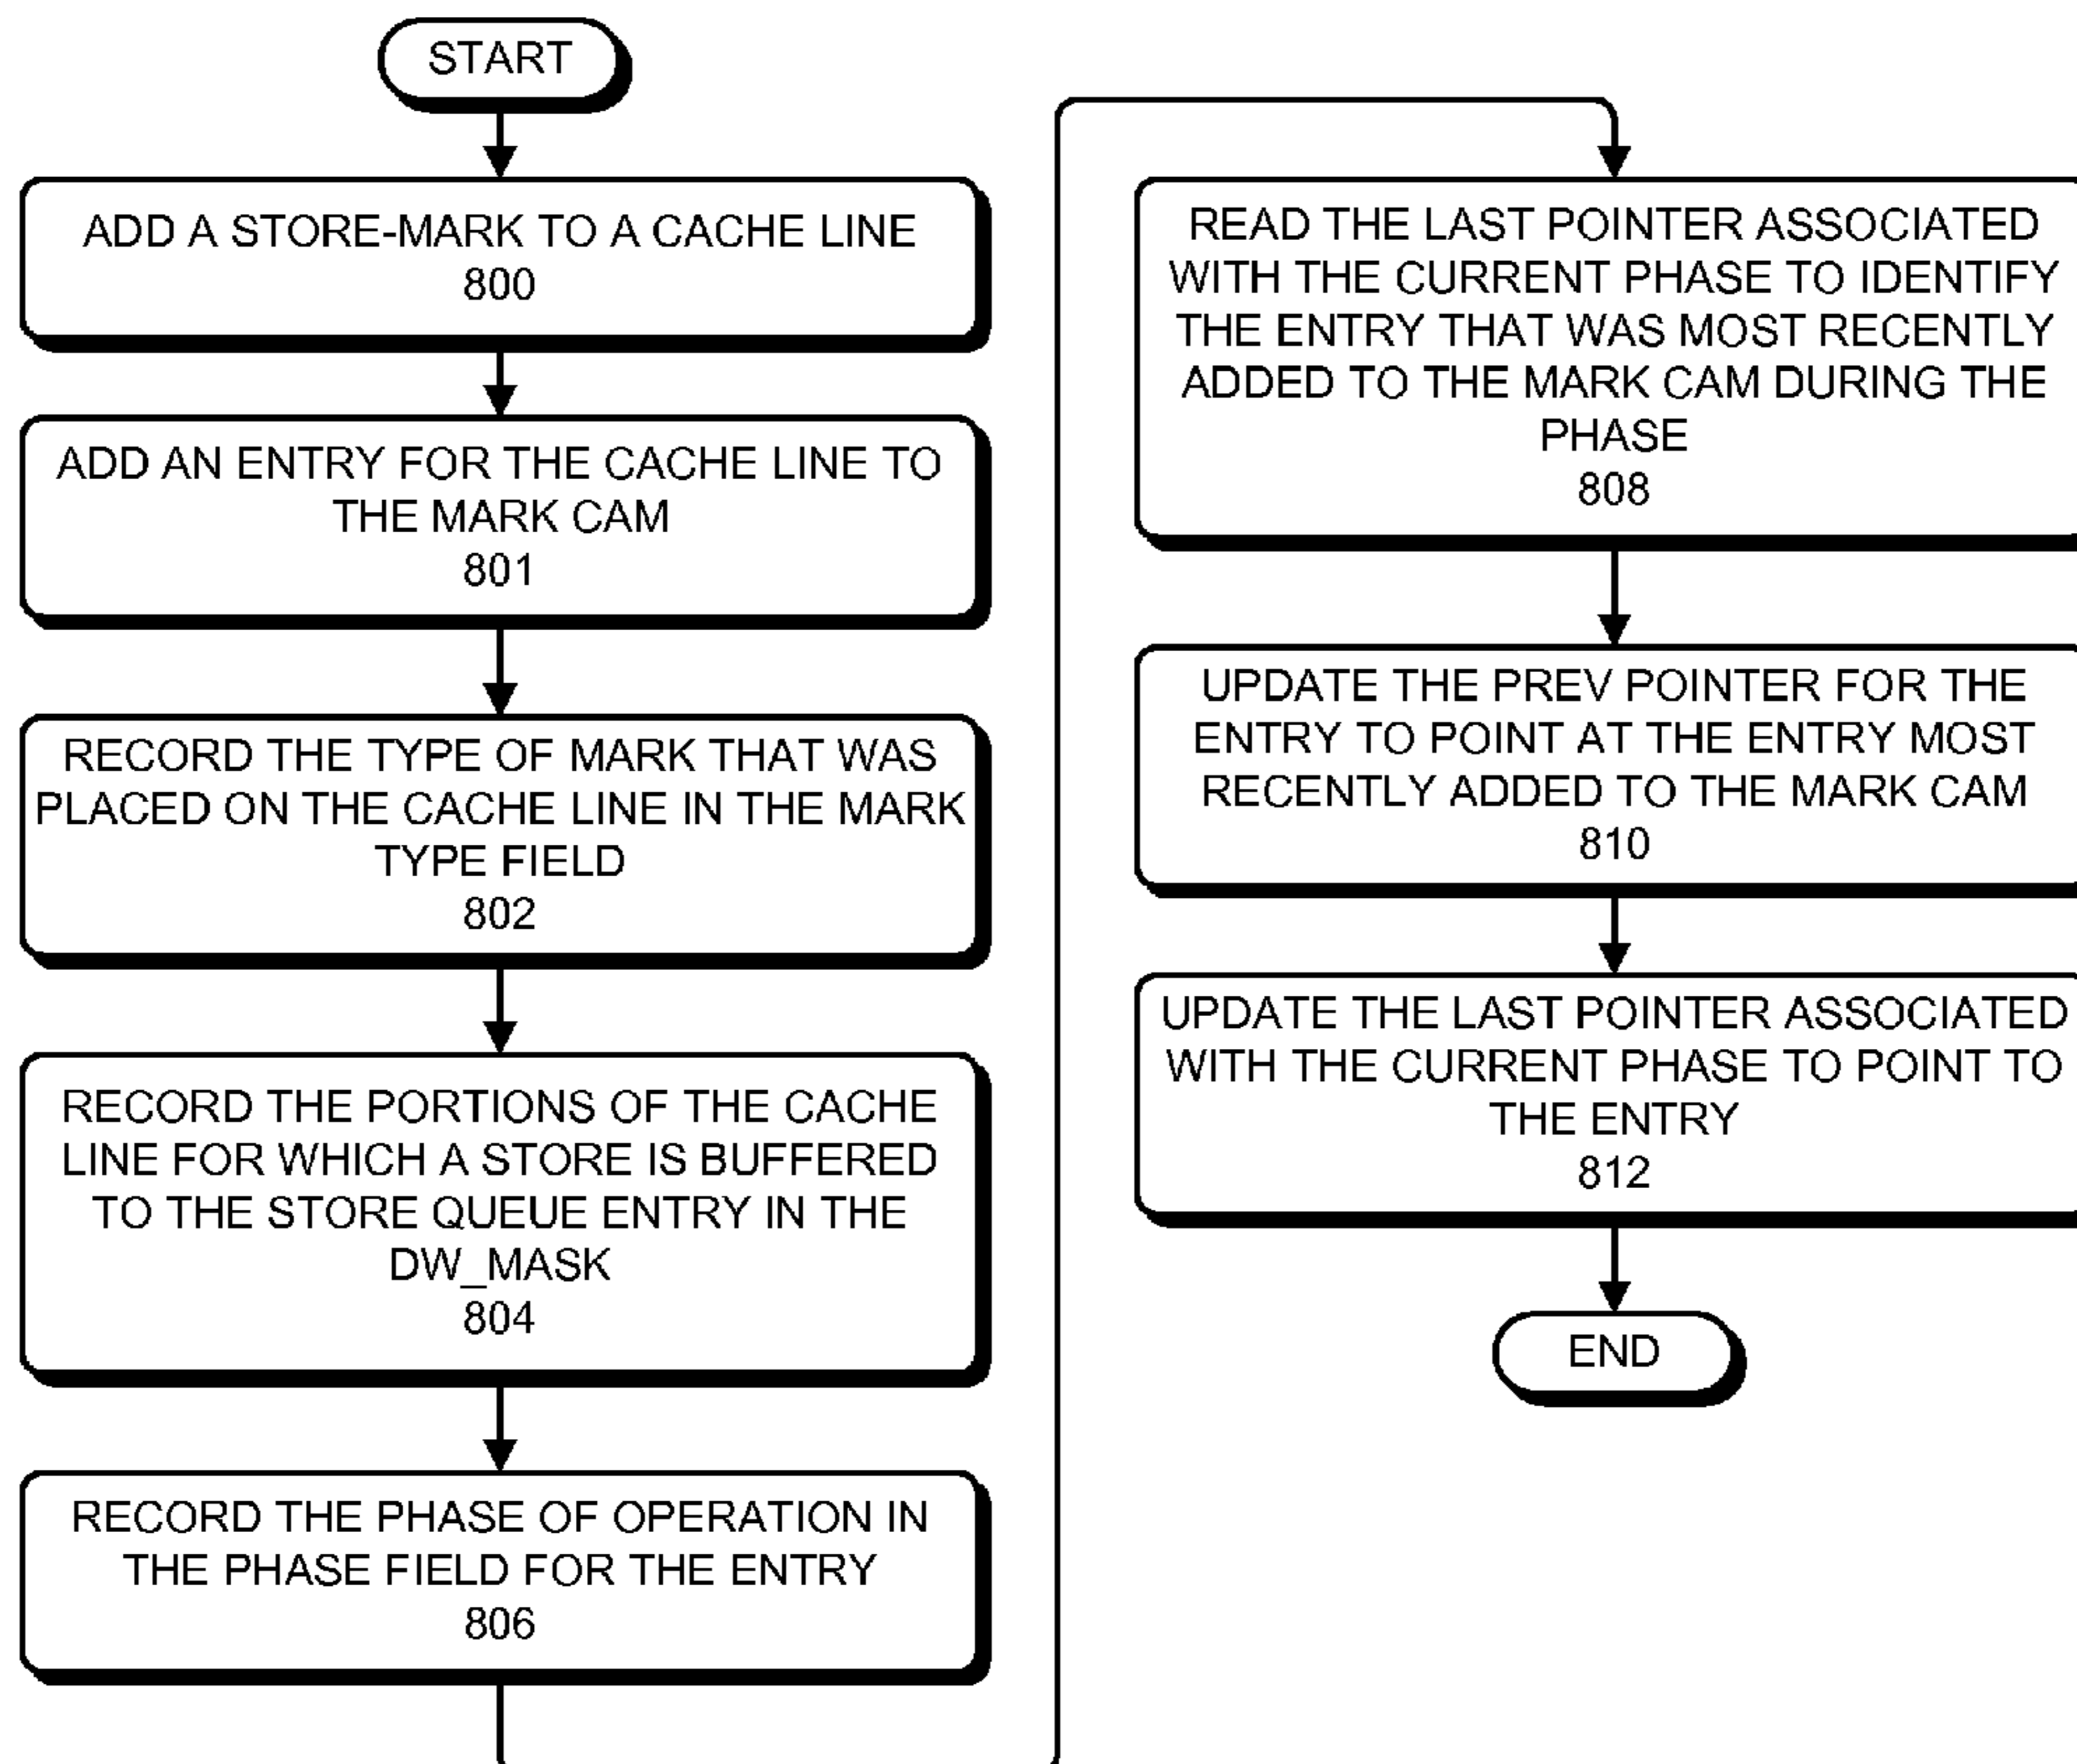 START
ADD A STORE-MARK TO A CACHE LINE
800
ADD AN ENTRY FOR THE CACHE LINE TO
THE MARK CAM
801
RECORD THE TYPE OF MARK THAT WAS
PLACED ON THE CACHE LINE IN THE MARK
TYPE FIELD
802
RECORD THE PORTIONS OF THE CACHE
LINE FOR WHICH A STORE IS BUFFERED
TO THE STORE QUEUE ENTRY IN THE
DW_MASK
804
RECORD THE PHASE OF OPERATION IN
THE PHASE FIELD FOR THE ENTRY
806
READ THE LAST POINTER ASSOCIATED
WITH THE CURRENT PHASE TO IDENTIFY
THE ENTRY THAT WAS MOST RECENTLY
ADDED TO THE MARK CAM DURING THE
PHASE
808
UPDATE THE PREV POINTER FOR THE
ENTRY TO POINT AT THE ENTRY MOST
RECENTLY ADDED TO THE MARK CAM
810
UPDATE THE LAST POINTER ASSOCIATED
WITH THE CURRENT PHASE TO POINT TO
THE ENTRY
812
END